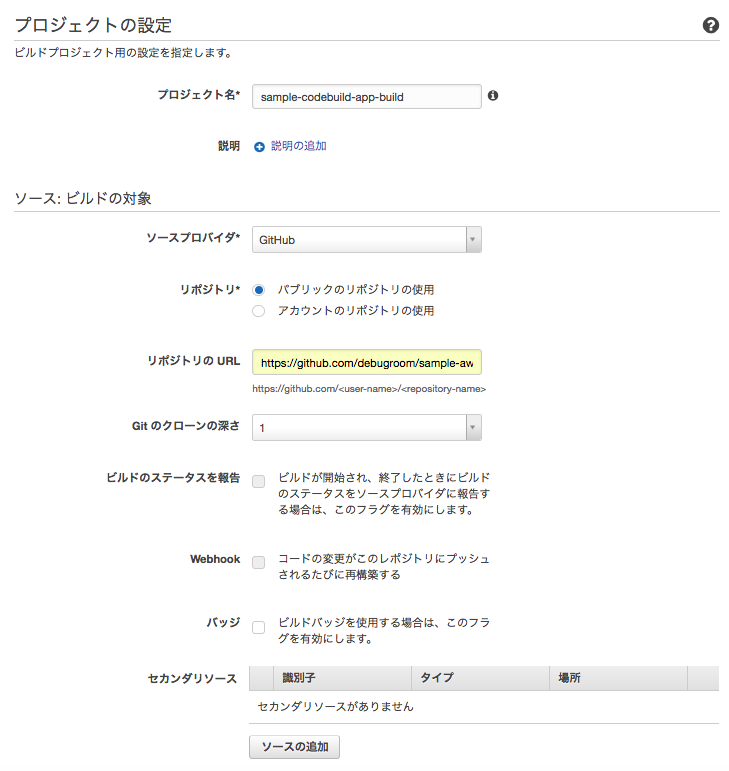 プロジェクトの設定
ビルドプロジェクト用の設定を指定します。
プロジェクト名* sample-codebuild-app-build
説明 説明の追加
ソース: ビルドの対象
ソースプロバイダ* GitHub
リポジトリ* パブリックのリポジトリの使用
アカウントのリポジトリの使用
リポジトリの URL https://github.com/debugroom/sample-aw
https://github.com/<user-name>/<repository-name>
Git のクローンの深さ 1
ビルドのステータスを報告 ビルドが開始され、終了したときにビルド
のステータスをソースプロバイダに報告す
る場合は、このフラグを有効にします。
Webhook コードの変更がこのレポジトリにプッシュ
されるたびに再構築する
バッジ ビルドバッジを使用する場合は、このフラ
グを有効にします。
セカンダリソース 識別子 タイプ 場所
セカンダリソースがありません
ソースの追加